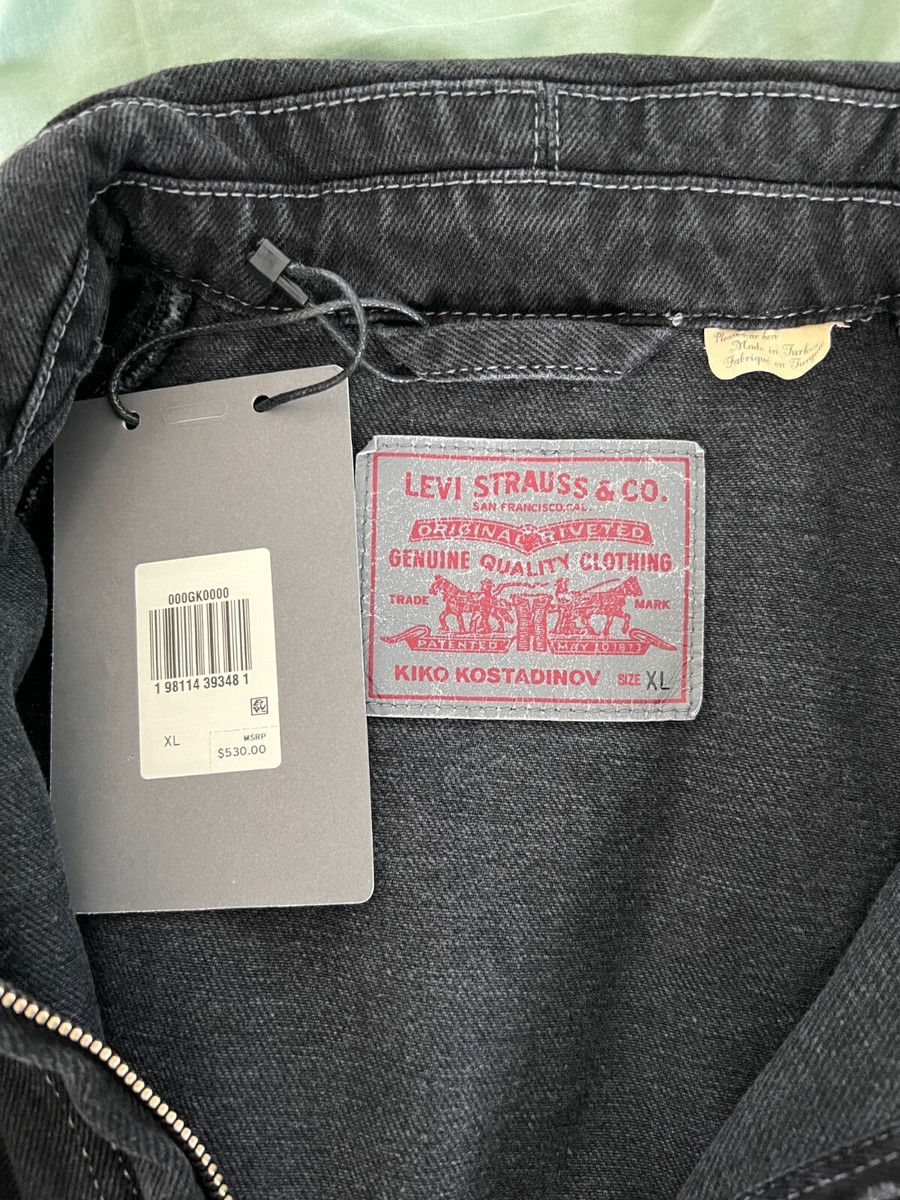 Made in Turkey
Fabriqué en
LEVI STRAUSS & CO.
SAN FRANCISCO, CAL.
ORIGINAL RIVETED
GENUINE QUALITY CLOTHING
TRADE MARK
PATENTED MAY 20 1873
KIKO KOSTADINOV SIZE XL
000GK0000
1 98114 39348 1
XL
MSRP
$530.00